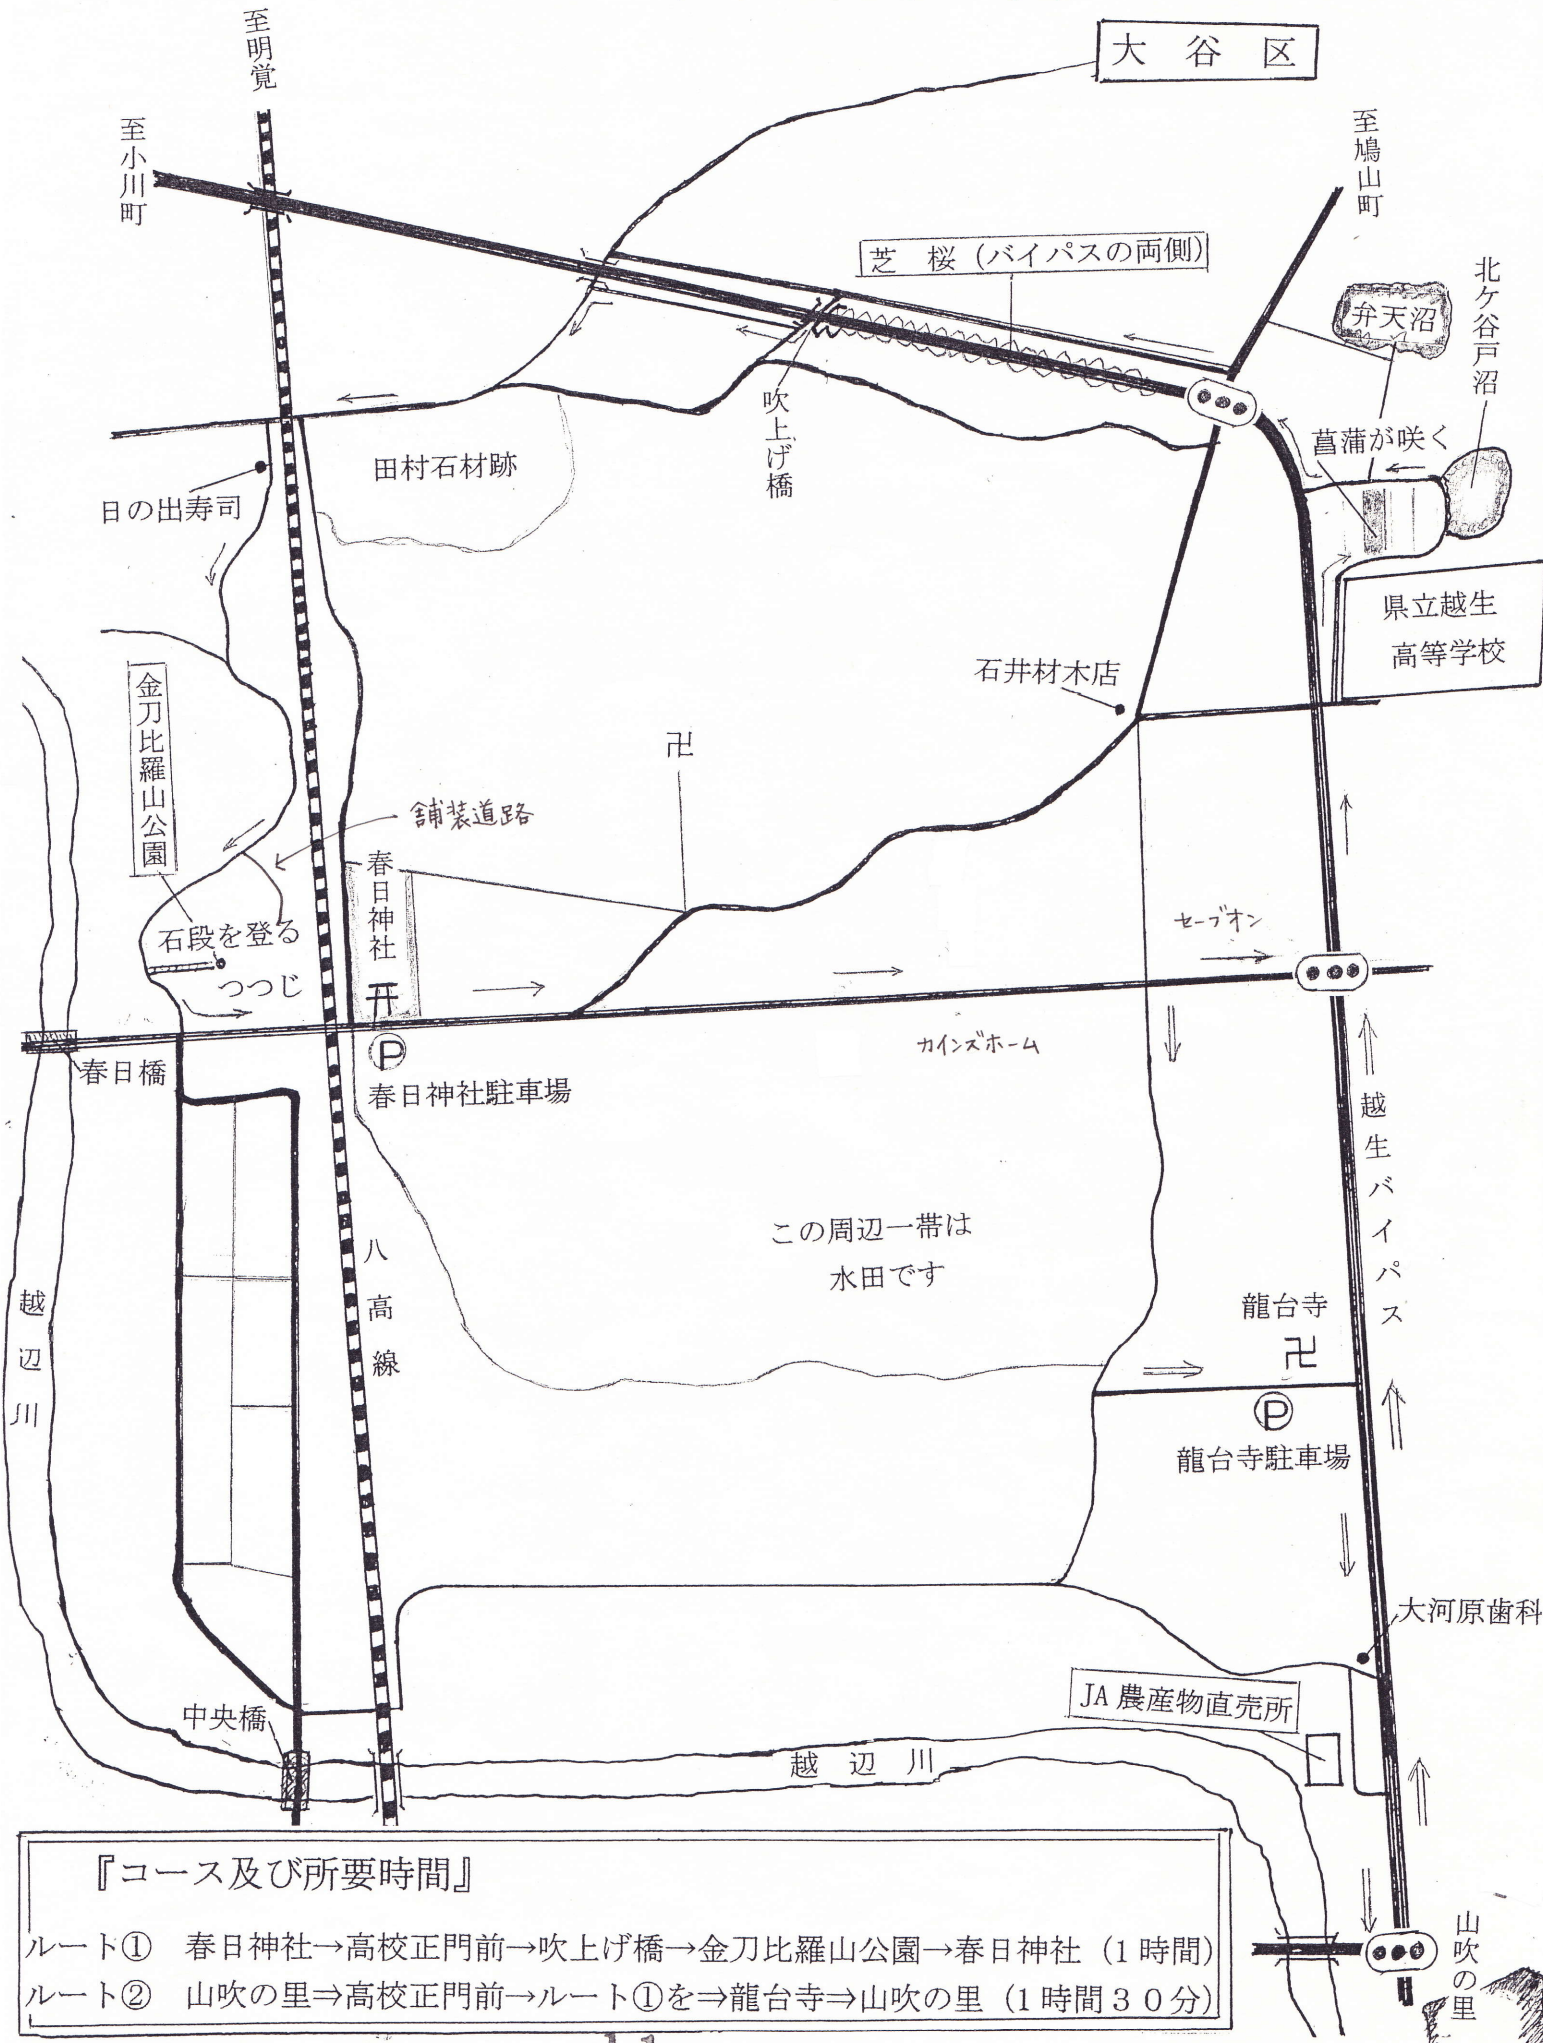 至明覚
大谷区
至小川町
至鳩山町
芝　桜（バイパスの両側）
弁天沼
北ケ谷戸沼
吹上げ橋
菖蒲が咲く
田村石材跡
日の出寿司
県立越生
高等学校
石井材木店
金刀比羅山公園
卍
舗装道路
春日神社
セーブオン
石段を登る
つつじ
カインズホーム
春日橋
P
春日神社駐車場
越生バイパス
この周辺一帯は
水田です
八高線
越辺川
龍台寺
卍
P
龍台寺駐車場
大河原歯科
JA農産物直売所
中央橋
越辺川
山吹の里
『コース及び所要時間』
ルート①　春日神社→高校正門前→吹上げ橋→金刀比羅山公園→春日神社（1時間）
ルート②　山吹の里⇒高校正門前→ルート①を⇒龍台寺⇒山吹の里（1時間３０分）